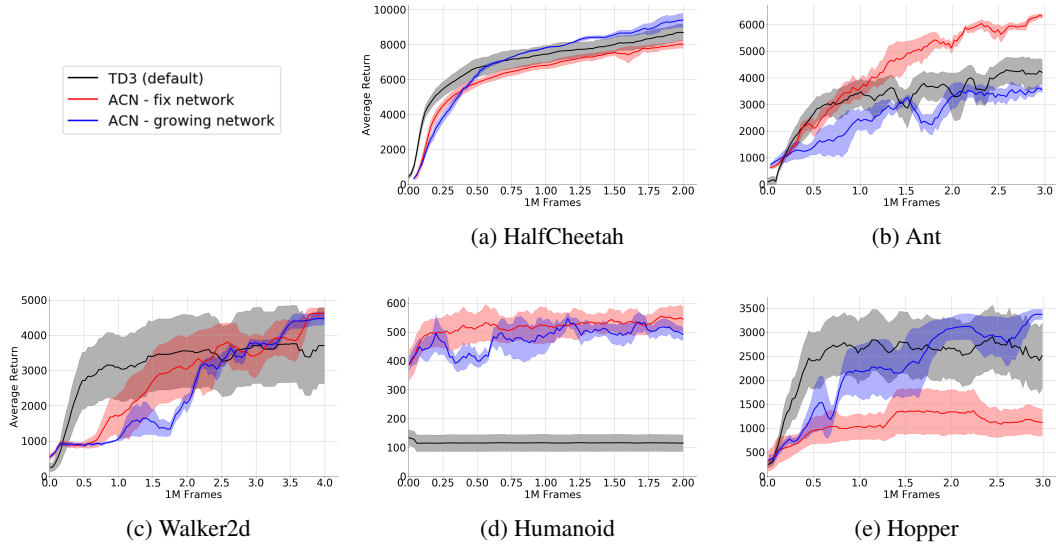 TD3 (default)
ACN - fix network
ACN - growing network
Average Return
10000
8000
6000
4000
2000
0
0.00 0.25 0.50 0.75 1.00 1.25 1.50 1.75 2.00
1M Frames
(a) HalfCheetah
6000
5000
4000
3000
2000
1000
0
0.0 0.5 1.0 1.5 2.0 2.5 3.0
1M Frames
(b) Ant
Average Return
5000
4000
3000
2000
1000
0
0.0 0.5 1.0 1.5 2.0 2.5 3.0 3.5 4.0
1M Frames
(c) Walker2d
600
500
400
300
200
100
0
0.00 0.25 0.50 0.75 1.00 1.25 1.50 1.75 2.00
1M Frames
(d) Humanoid
3500
3000
2500
2000
1500
1000
500
0
0.0 0.5 1.0 1.5 2.0 2.5 3.0
1M Frames
(e) Hopper